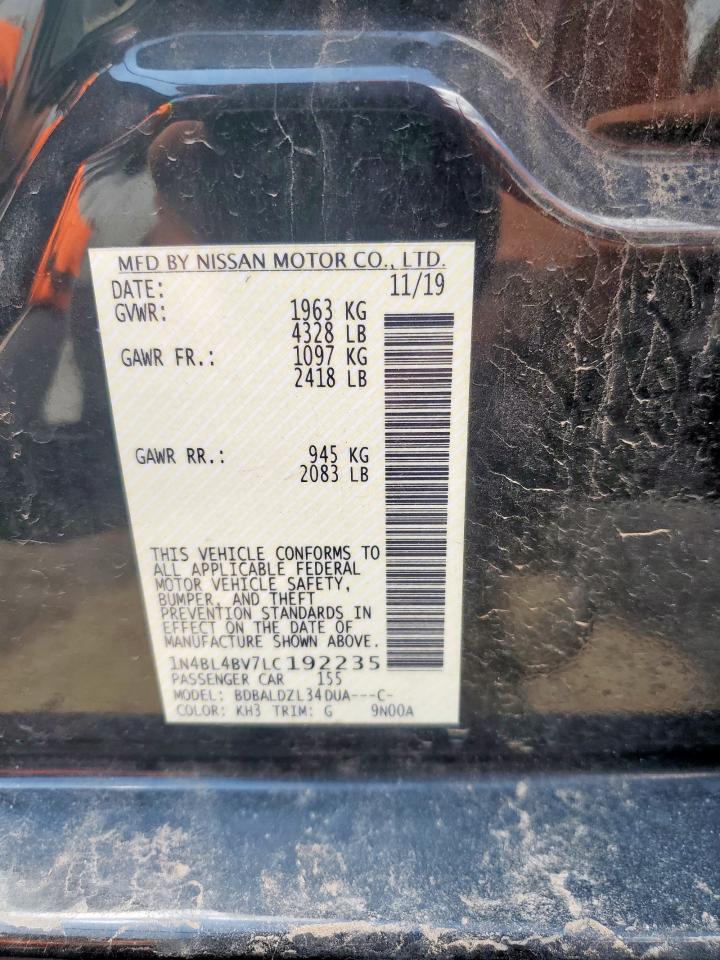 MFD BY NISSAN MOTOR CO., LTD.
DATE: 11/19
GVWR: 1963 KG
4328 LB
GAWR FR.: 1097 KG
2418 LB
GAWR RR.: 945 KG
2083 LB
THIS VEHICLE CONFORMS TO
ALL APPLICABLE FEDERAL
MOTOR VEHICLE SAFETY,
BUMPER, AND THEFT
PREVENTION STANDARDS IN
EFFECT ON THE DATE OF
MANUFACTURE SHOWN ABOVE.
1N4BL4BV7LC192235
PASSENGER CAR 155
MODEL: BDBALDZL34DUA---C-
COLOR: KH3 TRIM: G 9N00A